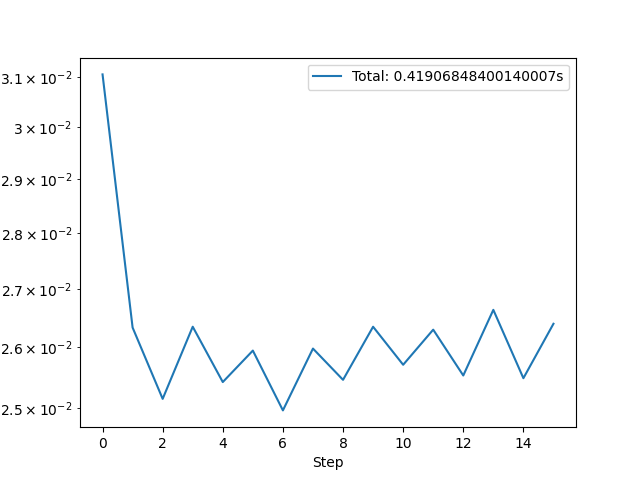 Total: 0.41906848400140007s
3.1 × 10⁻²
3 × 10⁻²
2.9 × 10⁻²
2.8 × 10⁻²
2.7 × 10⁻²
2.6 × 10⁻²
2.5 × 10⁻²
0 2 4 6 8 10 12 14
Step